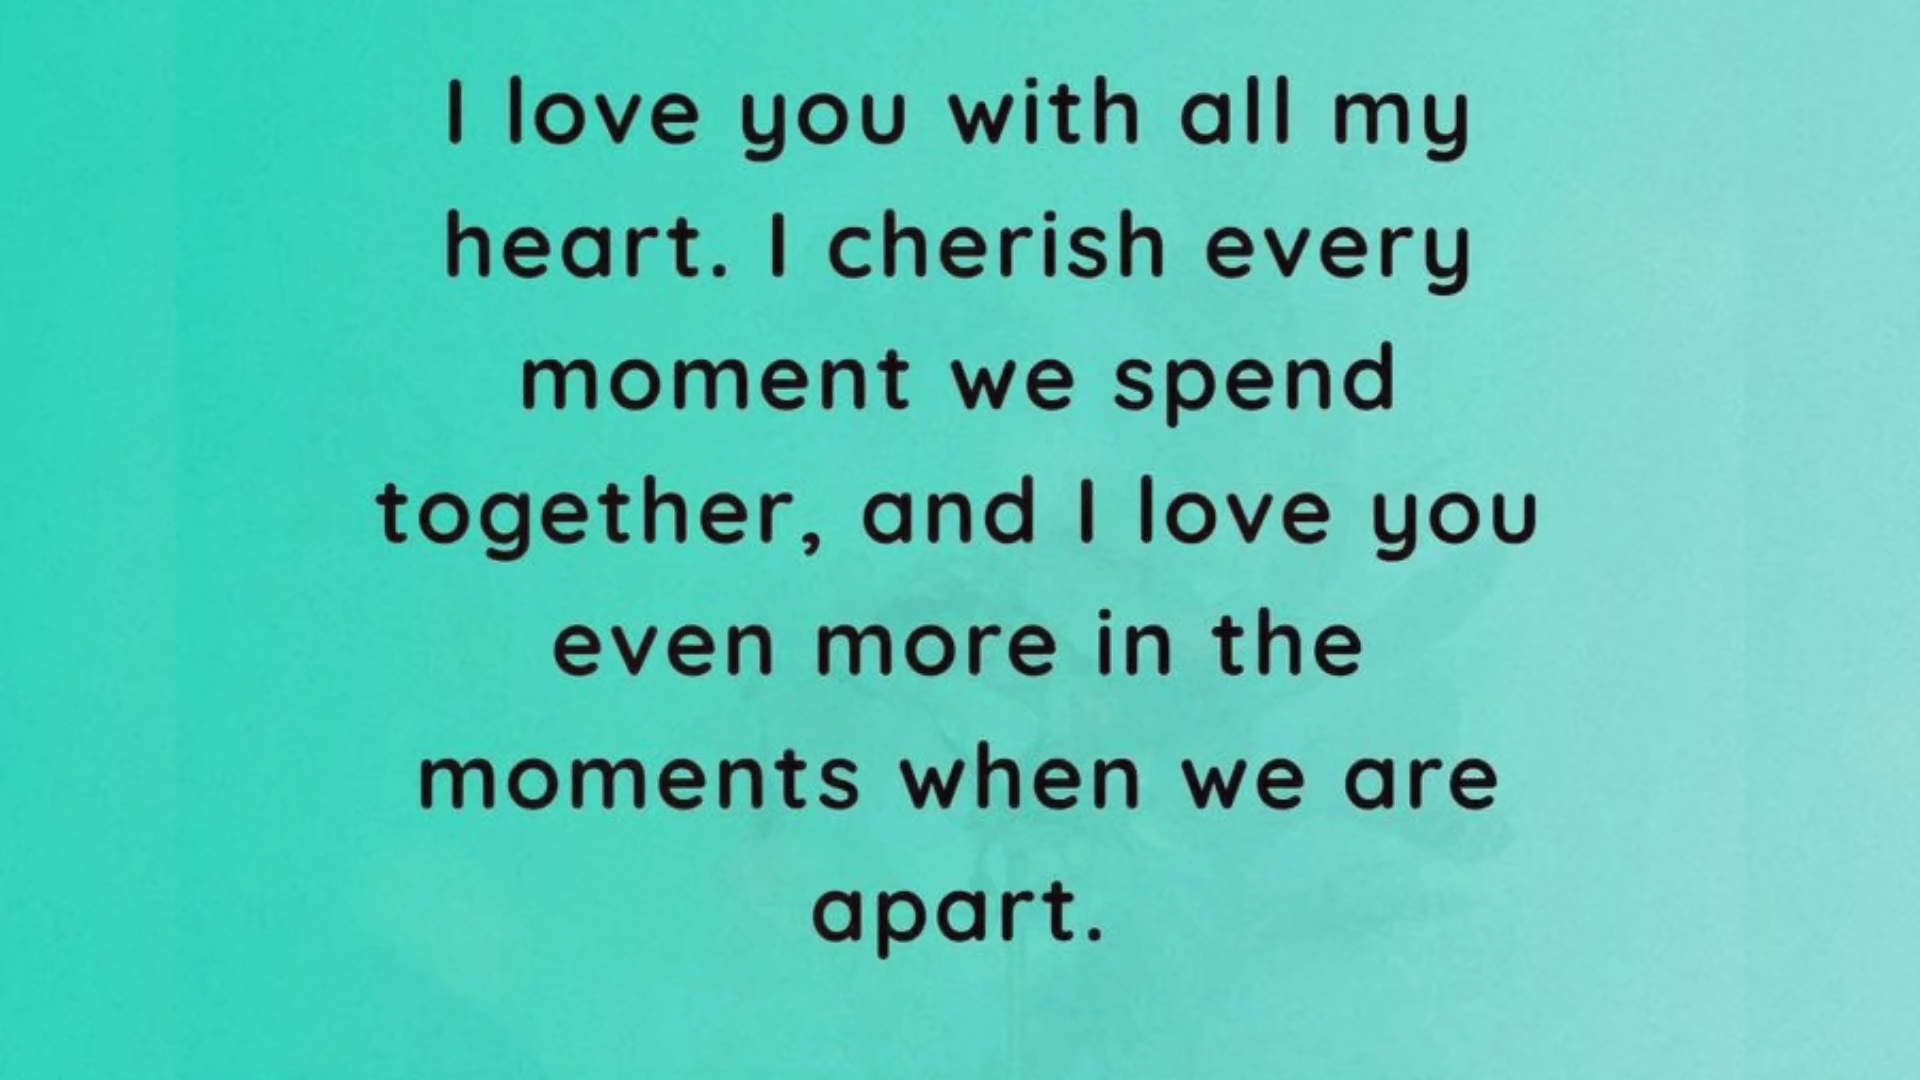 I love you with all my
heart. I cherish every
moment we spend
together, and I love you
even more in the
moments when we are
apart.